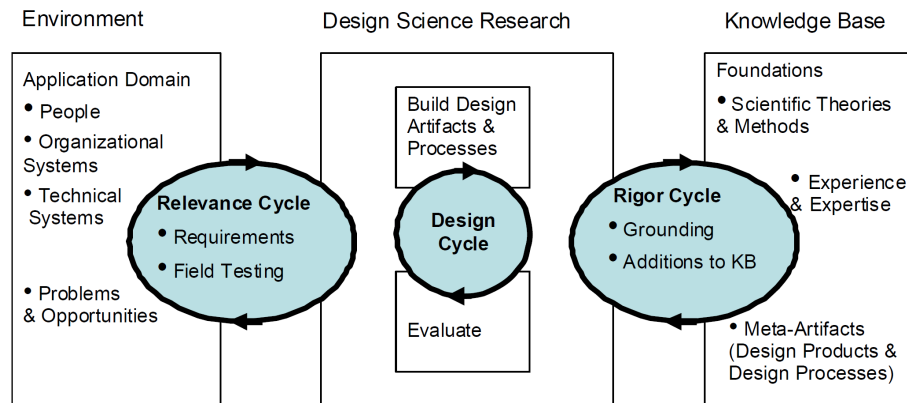 Environment
Design Science Research
Knowledge Base
Application Domain
• People
• Organizational
Systems
• Technical
Systems
• Problems
& Opportunities
Relevance Cycle
• Requirements
• Field Testing
Build Design
Artifacts &
Processes
Design
Cycle
Evaluate
Rigor Cycle
• Grounding
• Additions to KB
Foundations
• Scientific Theories
& Methods
• Experience
& Expertise
• Meta-Artifacts
(Design Products &
Design Processes)